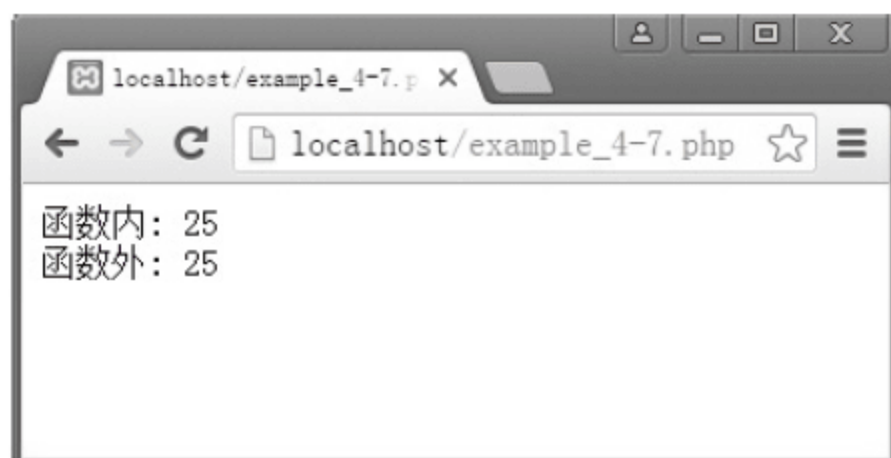 localhost/example_4-7.p
localhost/example_4-7.php
函数内: 25
函数外: 25